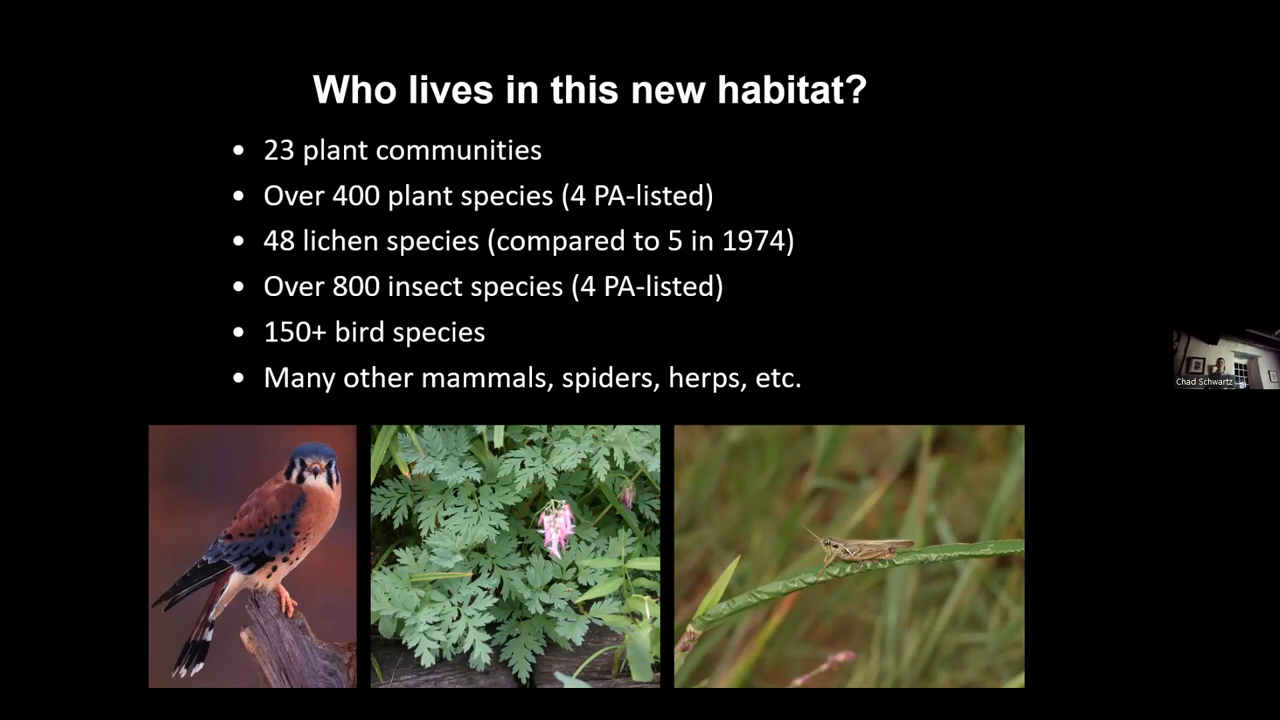 Who lives in this new habitat?
• 23 plant communities
• Over 400 plant species (4 PA-listed)
• 48 lichen species (compared to 5 in 1974)
• Over 800 insect species (4 PA-listed)
• 150+ bird species
• Many other mammals, spiders, herps, etc.
Chad Schwartz